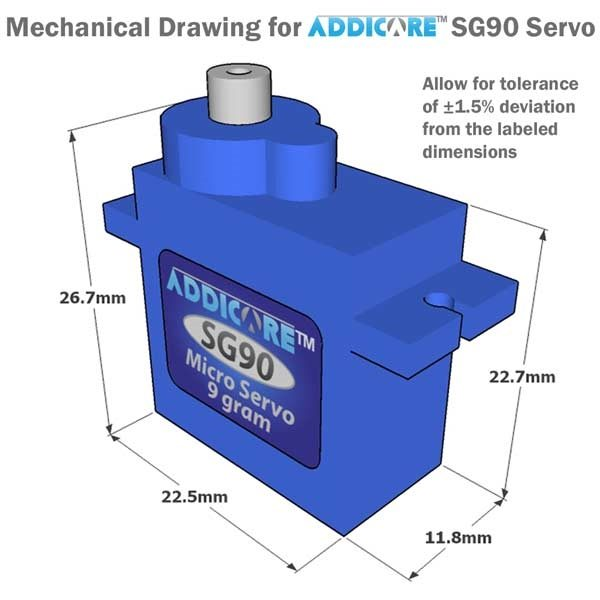 Mechanical Drawing for ADDICORE™ SG90 Servo
Allow for tolerance
of ±1.5% deviation
from the labeled
dimensions
26.7mm
ADDICORE™
SG90
Micro Servo
9 gram
22.7mm
22.5mm
11.8mm